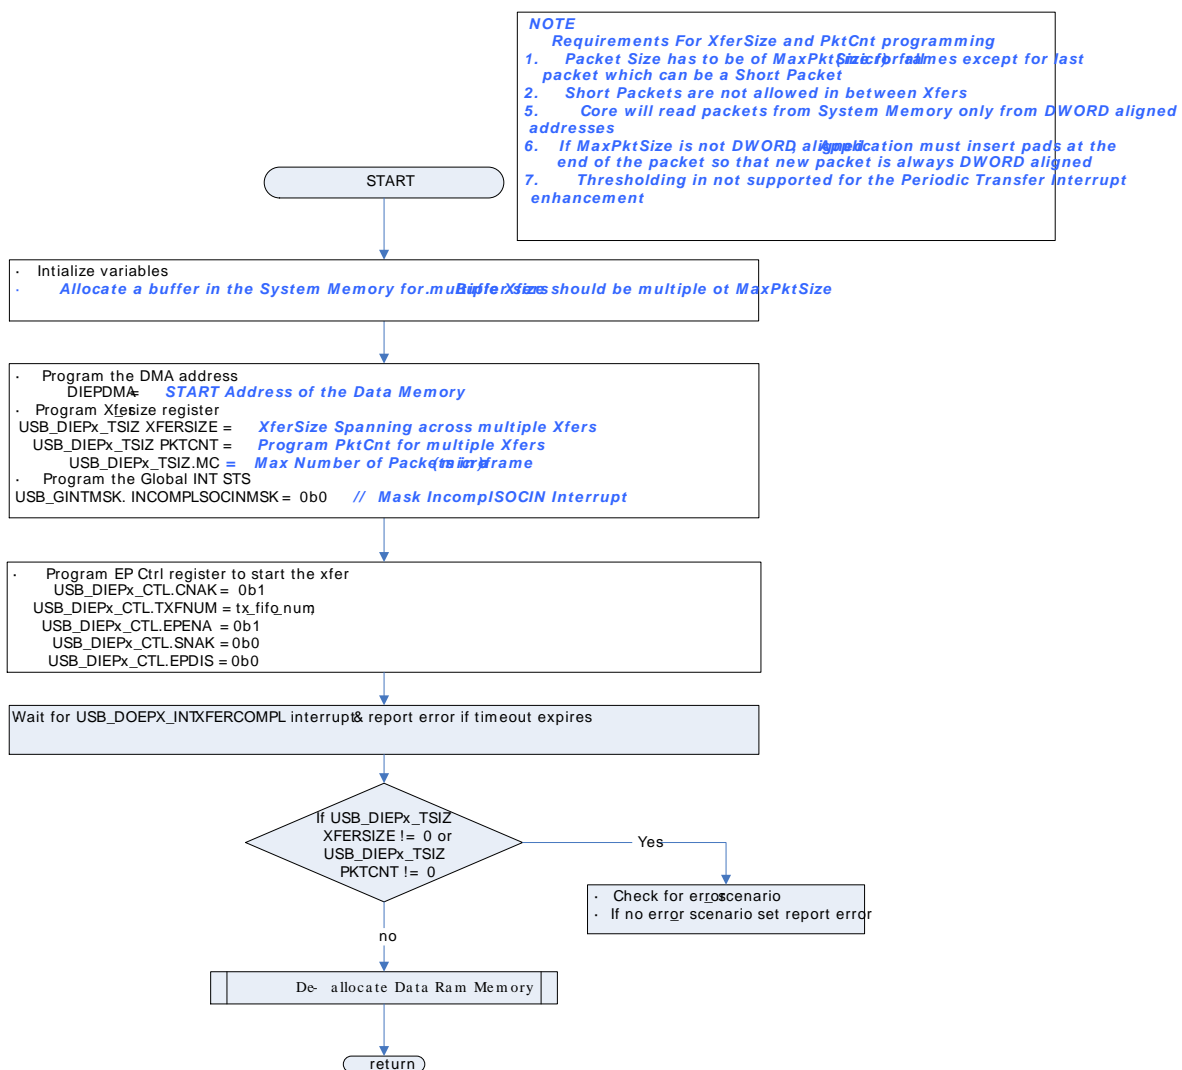 NOTE
Requirements For XferSize and PktCnt programming
1. Packet Size has to be of MaxPktSize for all (micro) frames except for last
packet which can be a Short Packet
2. Short Packets are not allowed in between Xfers
5. Core will read packets from System Memory only from DWORD aligned
addresses
6. If MaxPktSize is not DWORD aligned, Application must insert pads at the
end of the packet so that new packet is always DWORD aligned
7. Thresholding in not supported for the Periodic Transfer Interrupt
enhancement
START
· Intialize variables
· Allocate a buffer in the System Memory for multiple Xfers. Buffer size should be multiple ot MaxPktSize
· Program the DMA address
DIEPDMA= START Address of the Data Memory
· Program Xfersize register
USB_DIEPx_TSIZ XFERSIZE = XferSize Spanning across multiple Xfers
USB_DIEPx_TSIZ PKTCNT = Program PktCnt for multiple Xfers
USB_DIEPx_TSIZ.MC = Max Number of Packets in a (micro)frame
· Program the Global INT STS
USB_GINTMSK. INCOMPLSOCINMSK = 0b0 // Mask IncomplSOCIN Interrupt
· Program EP Ctrl register to start the xfer
USB_DIEPx_CTL.CNAK = 0b1
USB_DIEPx_CTL.TXFNUM = tx_fifo_num;
USB_DIEPx_CTL.EPENA = 0b1
USB_DIEPx_CTL.SNAK = 0b0
USB_DIEPx_CTL.EPDIS = 0b0
Wait for USB_DOEPX_INT.XFERCOMPL interrupt & report error if timeout expires
If USB_DIEPx_TSIZ
XFERSIZE != 0 or
USB_DIEPx_TSIZ
PKTCNT != 0
Yes
· Check for error_scenario
· If no error scenario set report error
no
De- allocate Data Ram Memory
return